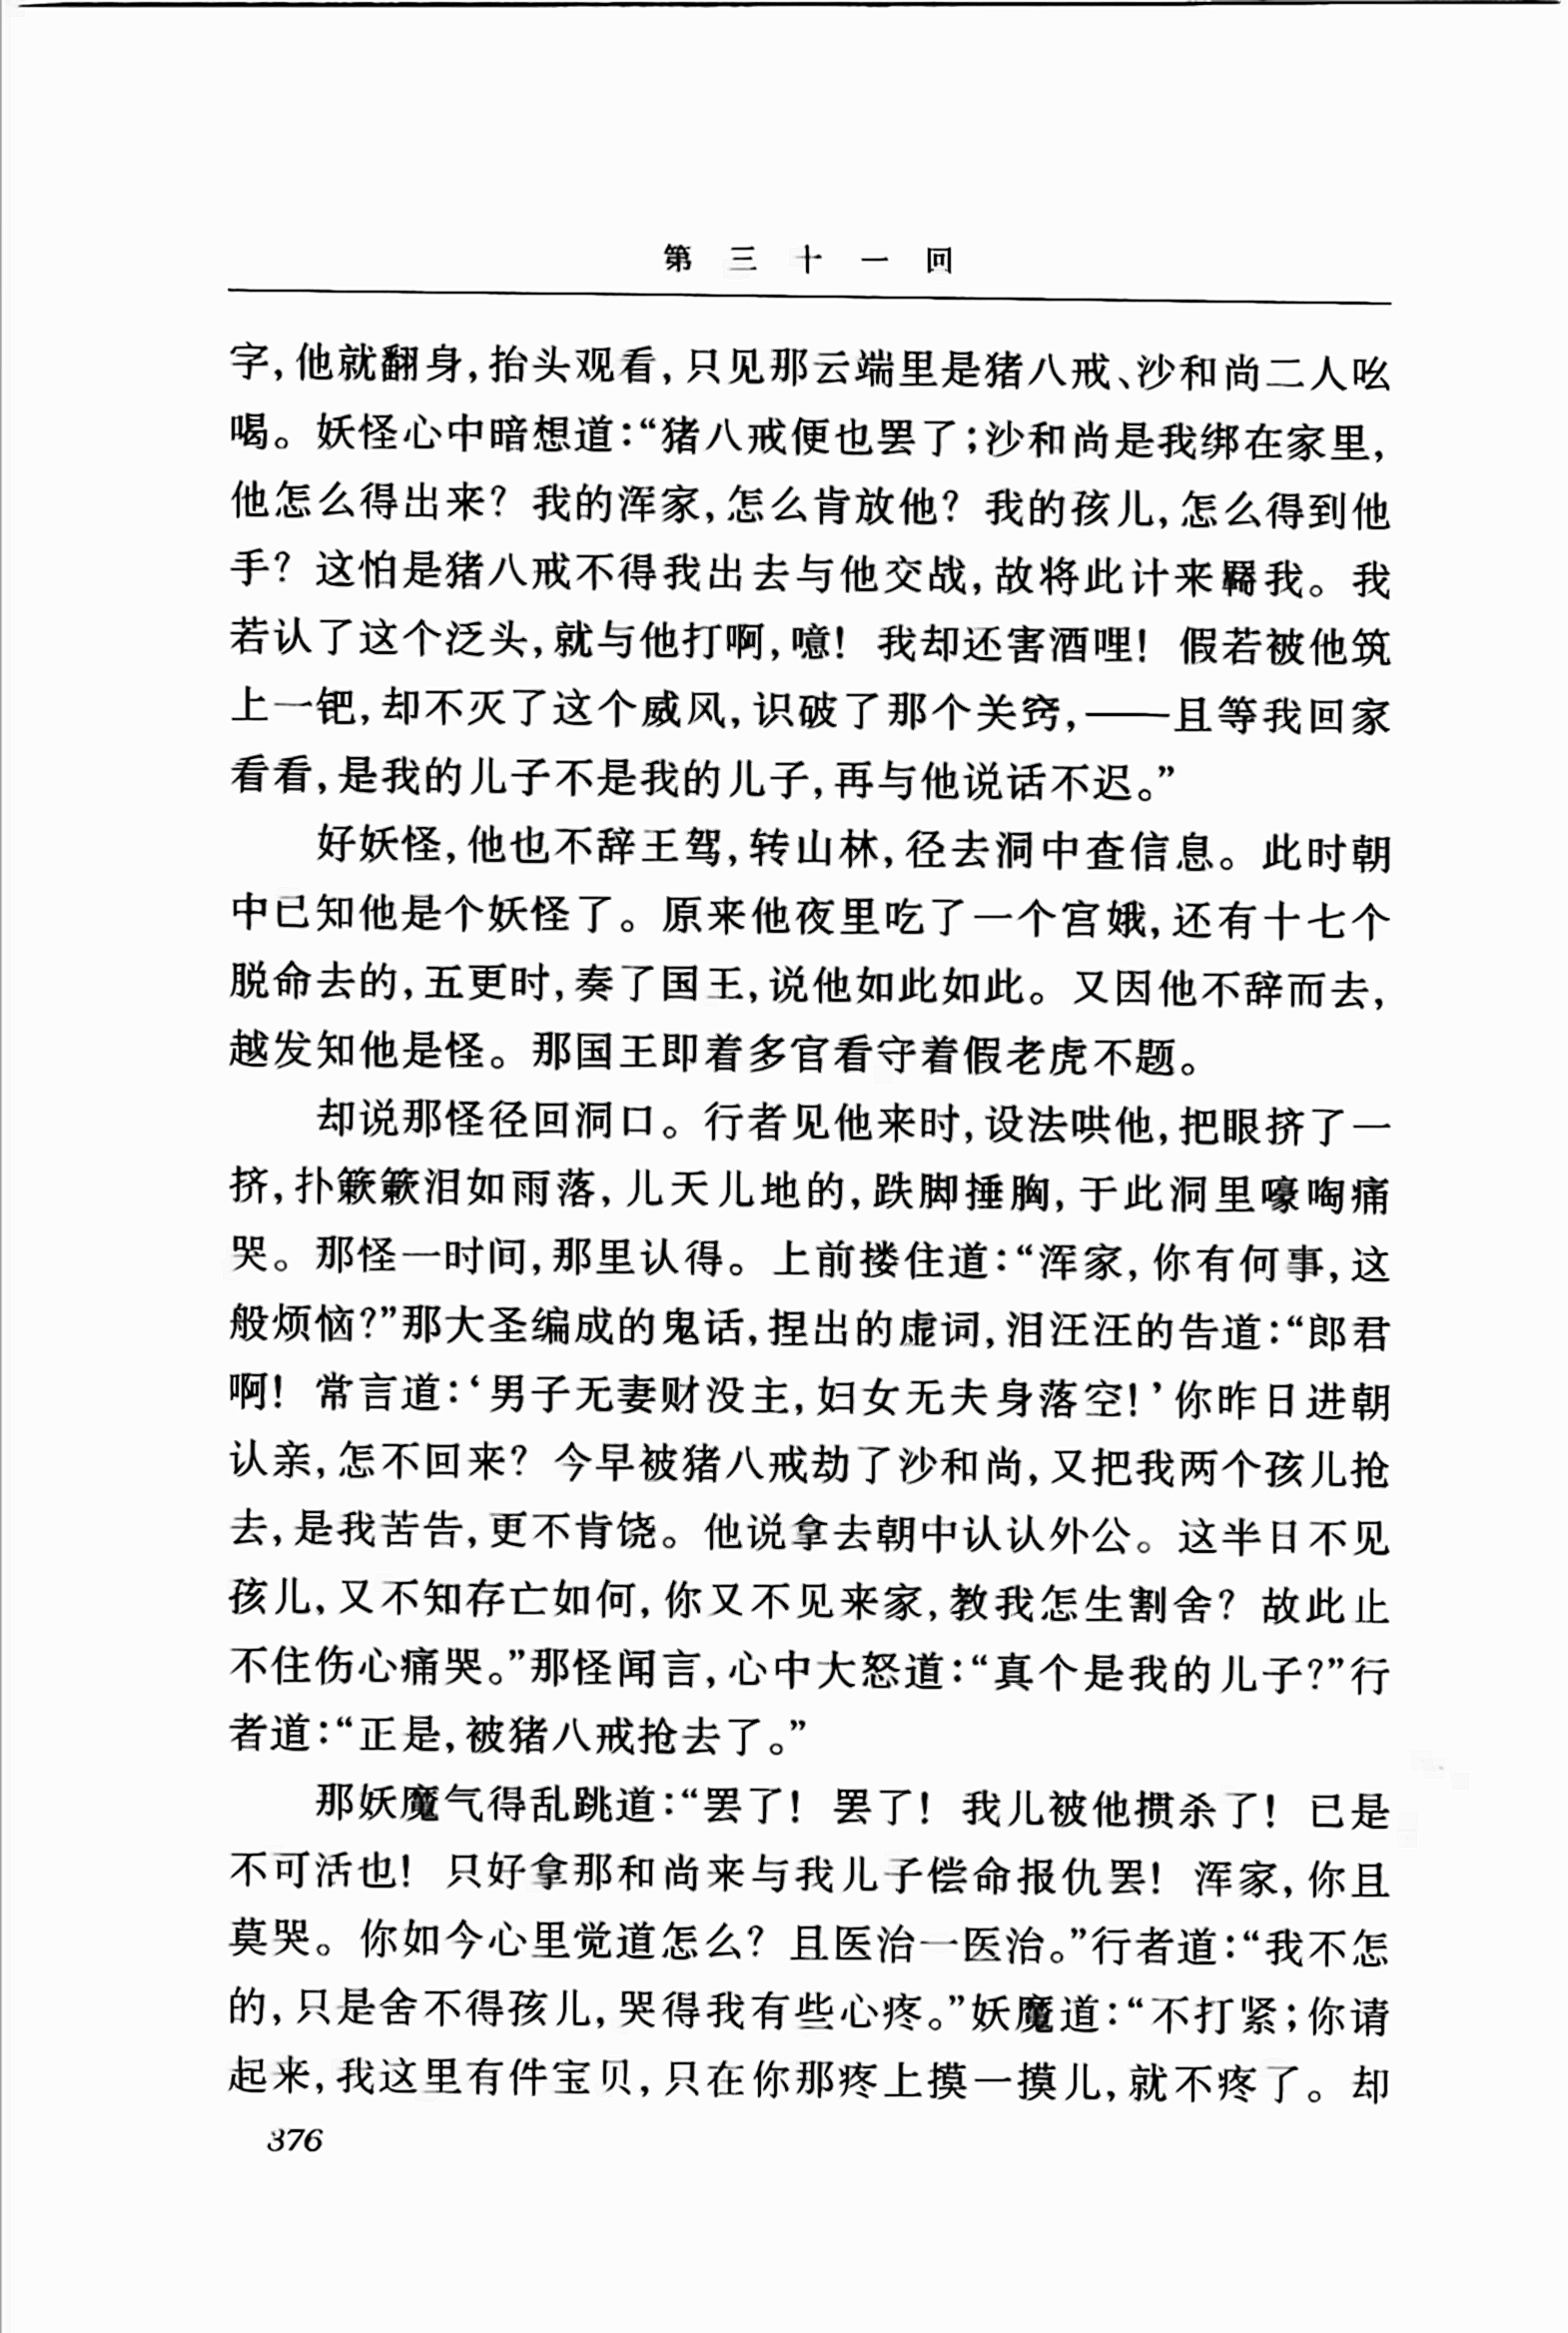 第三十一回
字，他就翻身，抬头观看，只见那云端里是猪八戒、沙和尚二人吆
喝。妖怪心中暗想道：“猪八戒便也罢了；沙和尚是我绑在家里，
他怎么得出来？我的浑家，怎么肯放他？我的孩儿，怎么得到他
手？这怕是猪八戒不得我出去与他交战，故将此计来羁我。我
若认了这个泛头，就与他打啊，噫！我却还害酒哩！假若被他筑
上一钯，却不灭了这个威风，识破了那个关窍，——且等我回家
看看，是我的儿子不是我的儿子，再与他说话不迟。”
好妖怪，他也不辞王驾，转山林，径去洞中查信息。此时朝
中已知他是个妖怪了。原来他夜里吃了一个宫娥，还有十七个
脱命去的，五更时，奏了国王，说他如此如此。又因他不辞而去，
越发知他是怪。那国王即着多官看守着假老虎不题。
却说那怪径回洞口。行者见他来时，设法哄他，把眼挤了一
挤，扑簌簌泪如雨落，儿天儿地的，跌脚捶胸，于此洞里嚎啕痛
哭。那怪一时间，那里认得。上前搂住道：“浑家，你有何事，这
般烦恼？”那大圣编成的鬼话，捏出的虚词，泪汪汪的告道：“郎君
啊！常言道：‘男子无妻财没主，妇女无夫身落空！’你昨日进朝
认亲，怎不回来？今早被猪八戒劫了沙和尚，又把我两个孩儿抢
去，是我苦告，更不肯饶。他说拿去朝中认认外公。这半日不见
孩儿，又不知存亡如何，你又不见来家，教我怎生割舍？故此止
不住伤心痛哭。”那怪闻言，心中大怒道：“真个是我的儿子？”行
者道：“正是，被猪八戒抢去了。”
那妖魔气得乱跳道：“罢了！罢了！我儿被他掼杀了！已是
不可活也！只好拿那和尚来与我儿子偿命报仇罢！浑家，你且
莫哭。你如今心里觉道怎么？且医治一医治。”行者道：“我不怎
的，只是舍不得孩儿，哭得我有些心疼。”妖魔道：“不打紧；你请
起来，我这里有件宝贝，只在你那疼上摸一摸儿，就不疼了。却
376